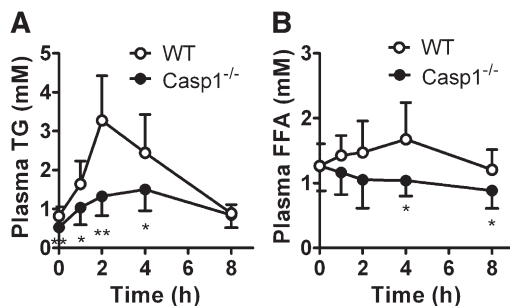 A
WT
Casp1-/-
Plasma TG (mM)
5
4
3
2
1
0
** * ** *
0 2 4 6 8
Time (h)
B
WT
Casp1-/-
Plasma FFA (mM)
3
2
1
0
* *
0 2 4 6 8
Time (h)